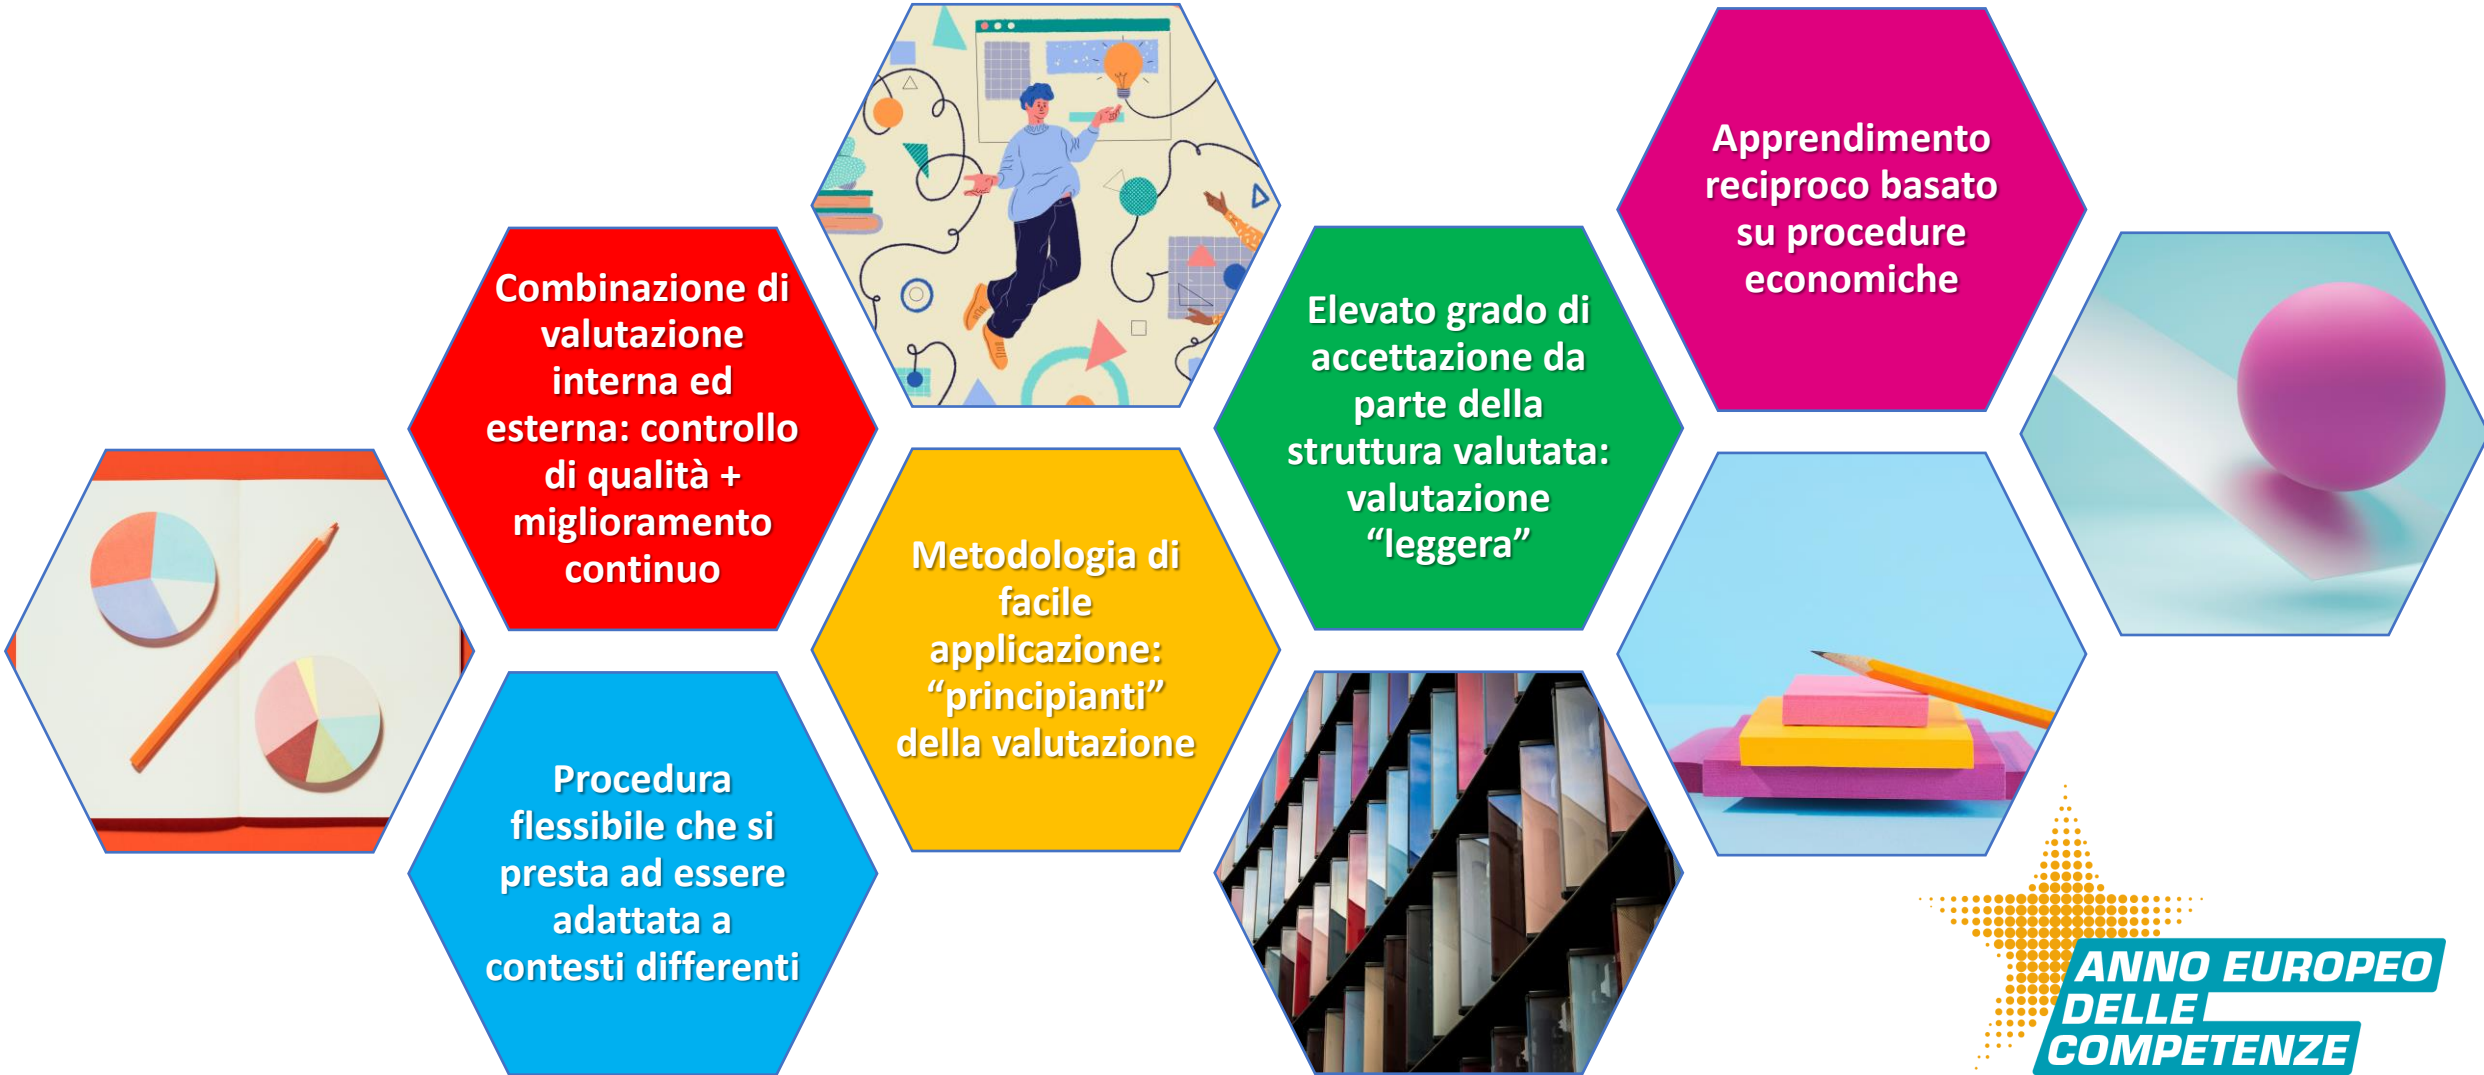 Combinazione di
valutazione
interna ed
esterna: controllo
di qualità +
miglioramento
continuo
Procedura
flessibile che si
presta ad essere
adattata a
contesti differenti
Metodologia di
facile
applicazione:
“principianti”
della valutazione
Elevato grado di
accettazione da
parte della
struttura valutata:
valutazione
“leggera”
Apprendimento
reciproco basato
su procedure
economiche
ANNO EUROPEO
DELLE
COMPETENZE